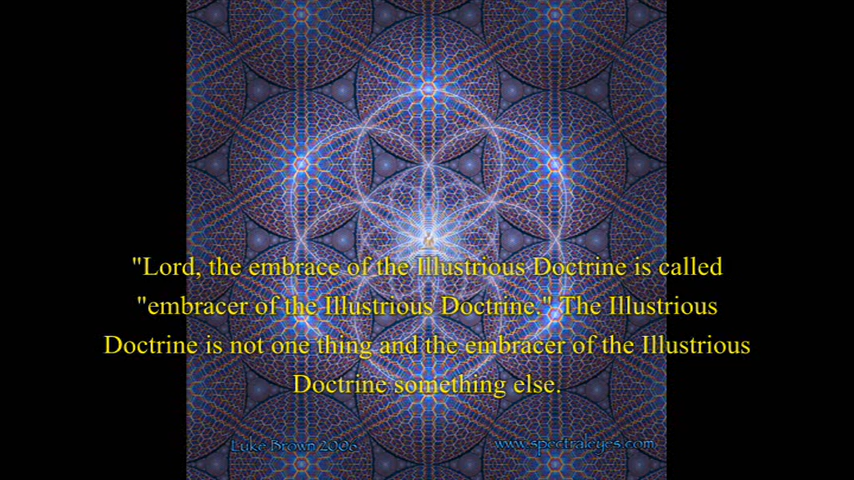 "Lord, the embrace of the Illustrious Doctrine is called
"embracer of the Illustrious Doctrine." The Illustrious
Doctrine is not one thing and the embracer of the Illustrious
Doctrine something else.
Luke Brown 2006 www.spectraleyes.com